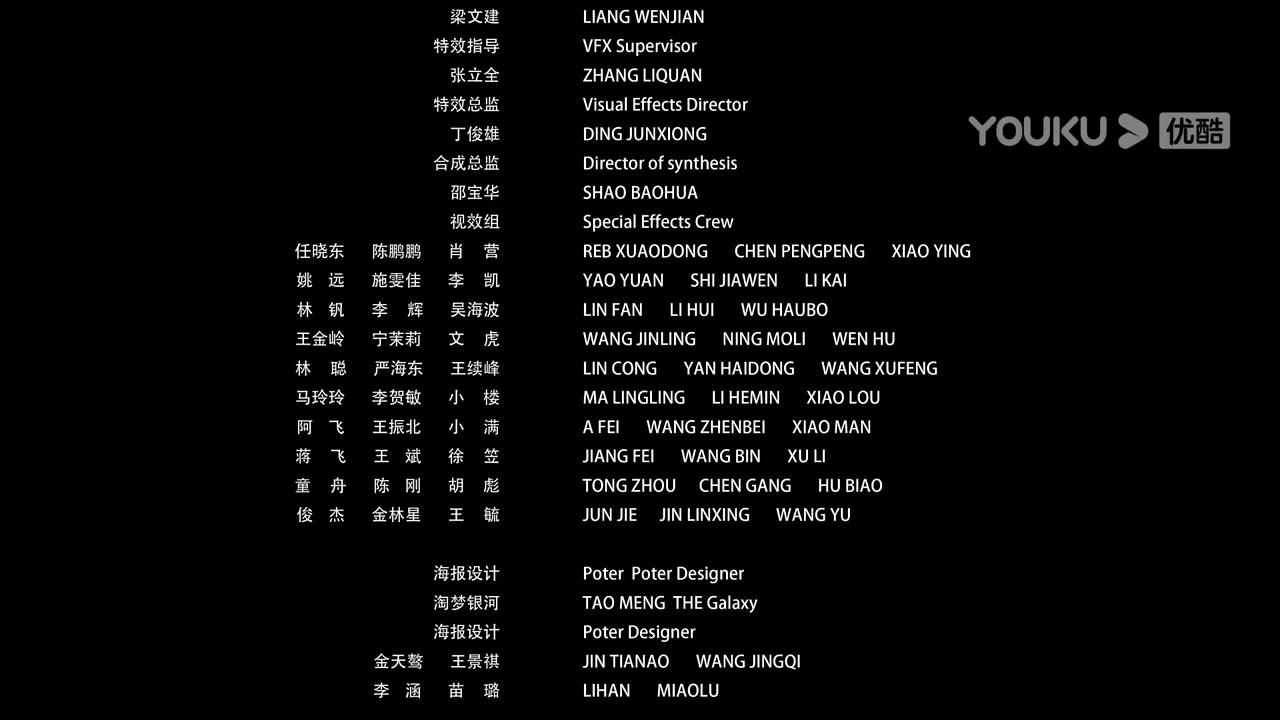 梁文建 LIANG WENJIAN
特效指导 VFX Supervisor
张立全 ZHANG LIQUAN
特效总监 Visual Effects Director
YOUKU 优酷
丁俊雄 DING JUNXIONG
合成总监 Director of synthesis
邵宝华 SHAO BAOHUA
视效组 Special Effects Crew
任晓东 陈鹏鹏 肖 营 REB XUAODONG CHEN PENGPENG XIAO YING
姚 远 施雯佳 李 凯 YAO YUAN SHI JIAWEN LI KAI
林 钒 李 辉 吴海波 LIN FAN LI HUI WU HAUBO
王金岭 宁茉莉 文 虎 WANG JINLING NING MOLI WEN HU
林 聪 严海东 王续峰 LIN CONG YAN HAIDONG WANG XUFENG
马玲玲 李贺敏 小 楼 MA LINGLING LI HEMIN XIAO LOU
阿 飞 王振北 小 满 A FEI WANG ZHENBEI XIAO MAN
蒋 飞 王 斌 徐 笠 JIANG FEI WANG BIN XU LI
童 舟 陈 刚 胡 彪 TONG ZHOU CHEN GANG HU BIAO
俊 杰 金林星 王 毓 JUN JIE JIN LINXING WANG YU
海报设计 Poter Poter Designer
淘梦银河 TAO MENG THE Galaxy
海报设计 Poter Designer
金天骜 王景祺 JIN TIANAO WANG JINGQI
李 涵 苗 璐 LIHAN MIAOLU